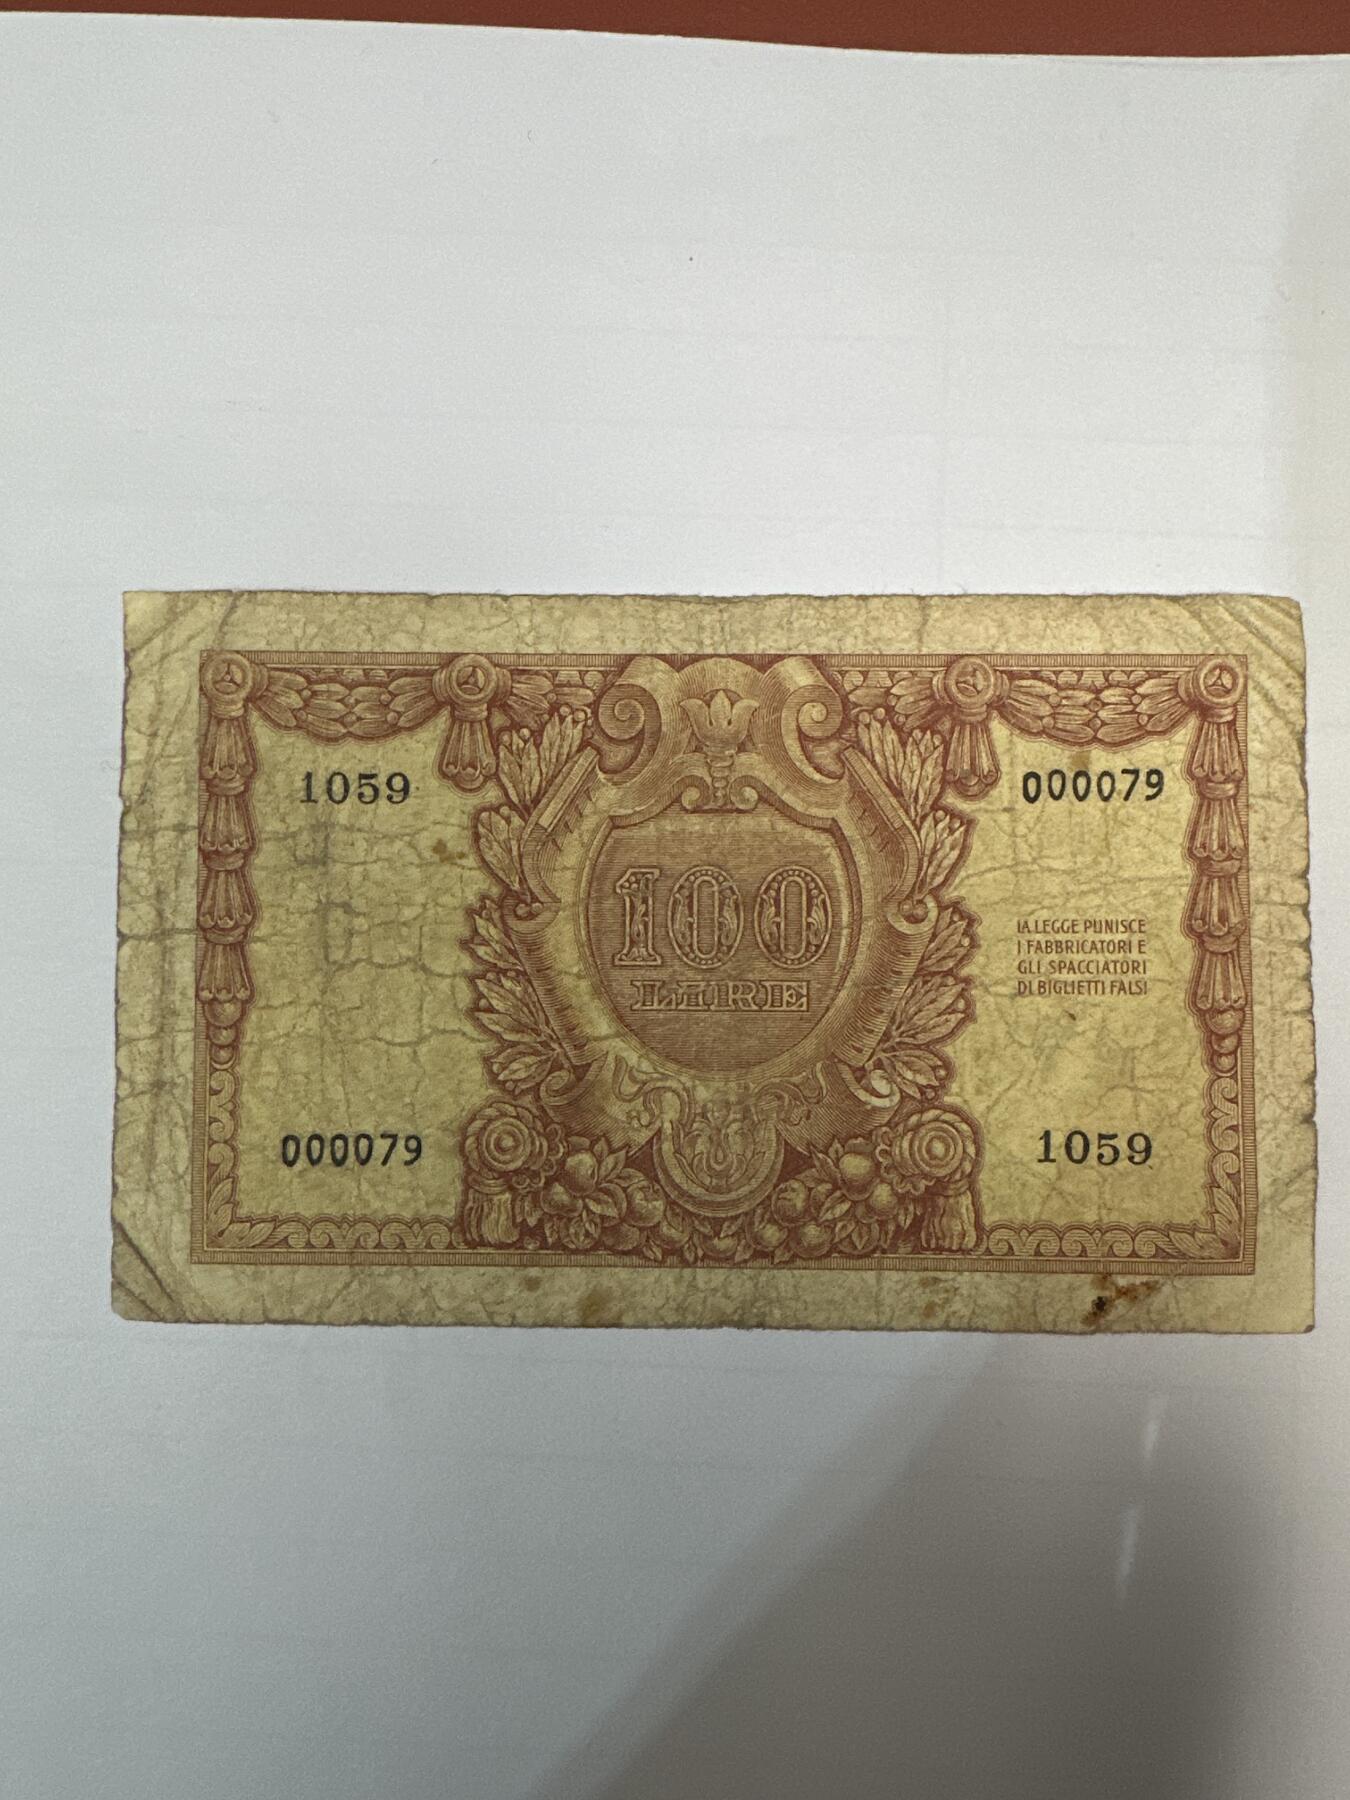 1059
000079
100
LIRE
LA LEGGE PUNISCE
I FABBRICATORI E
GLI SPACCIATORI
DI BIGLIETTI FALSI
000079
1059